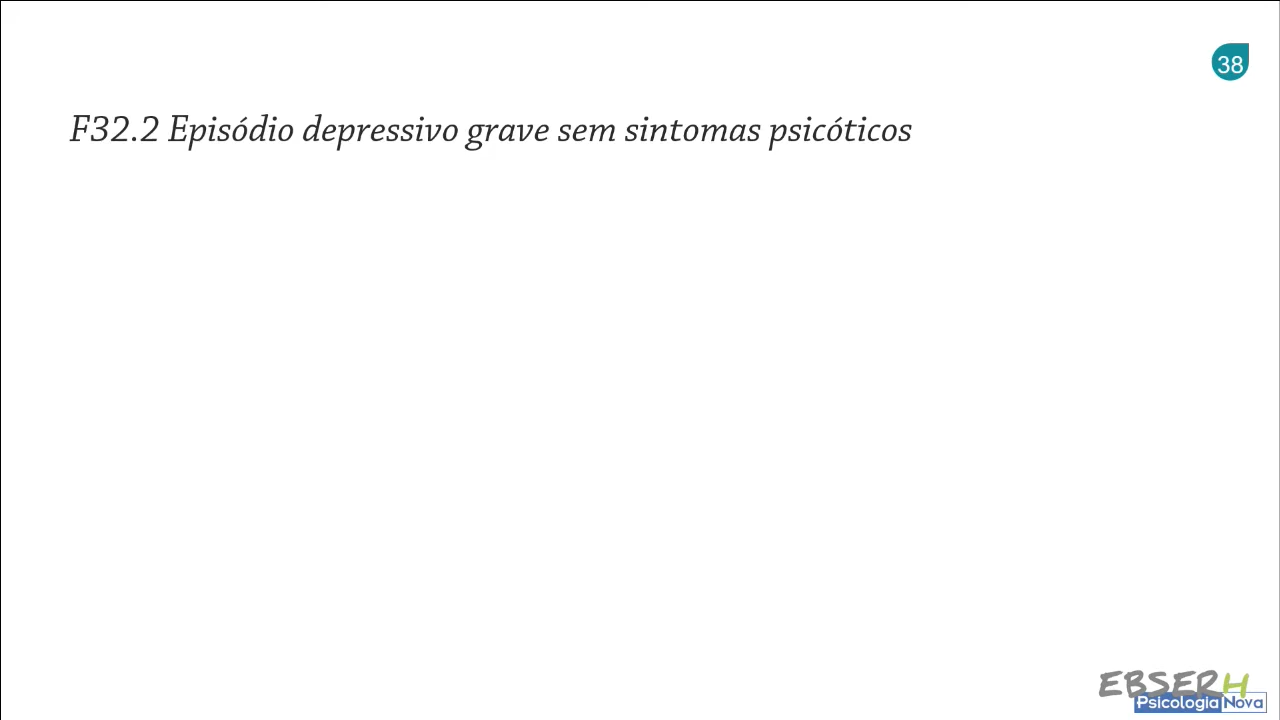 38
F32.2 Episódio depressivo grave sem sintomas psicóticos
EBSERH
Psicologia Nova